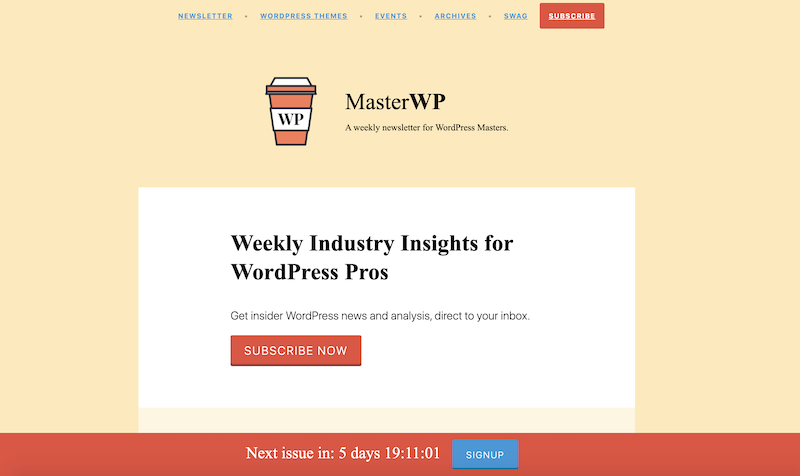 NEWSLETTER • WORDPRESS THEMES • EVENTS • ARCHIVES • SWAG SUBSCRIBE
WP
MasterWP
A weekly newsletter for WordPress Masters.
Weekly Industry Insights for
WordPress Pros
Get insider WordPress news and analysis, direct to your inbox.
SUBSCRIBE NOW
Next issue in: 5 days 19:11:01 SIGNUP